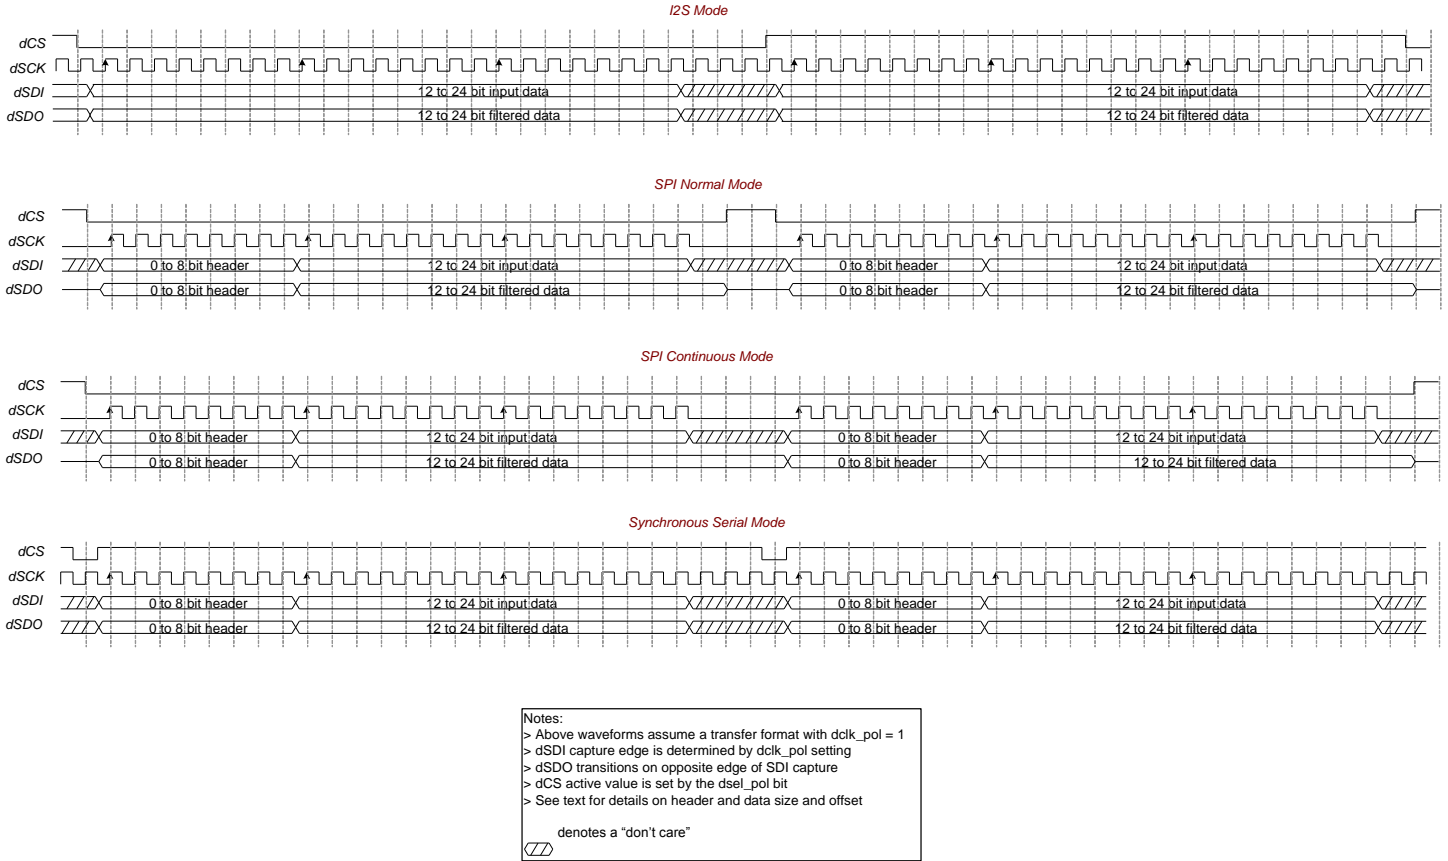 I2S Mode
dCS
dSCK
dSDI 12 to 24 bit input data 12 to 24 bit input data
dSDO 12 to 24 bit filtered data 12 to 24 bit filtered data
SPI Normal Mode
dCS
dSCK
dSDI 0 to 8 bit header 12 to 24 bit input data 0 to 8 bit header 12 to 24 bit input data
dSDO 0 to 8 bit header 12 to 24 bit filtered data 0 to 8 bit header 12 to 24 bit filtered data
SPI Continuous Mode
dCS
dSCK
dSDI 0 to 8 bit header 12 to 24 bit input data 0 to 8 bit header 12 to 24 bit input data
dSDO 0 to 8 bit header 12 to 24 bit filtered data 0 to 8 bit header 12 to 24 bit filtered data
Synchronous Serial Mode
dCS
dSCK
dSDI 0 to 8 bit header 12 to 24 bit input data 0 to 8 bit header 12 to 24 bit input data
dSDO 0 to 8 bit header 12 to 24 bit filtered data 0 to 8 bit header 12 to 24 bit filtered data
Notes:
> Above waveforms assume a transfer format with dclk_pol = 1
> dSDI capture edge is determined by dclk_pol setting
> dSDO transitions on opposite edge of SDI capture
> dCS active value is set by the dsel_pol bit
> See text for details on header and data size and offset
denotes a “don’t care”